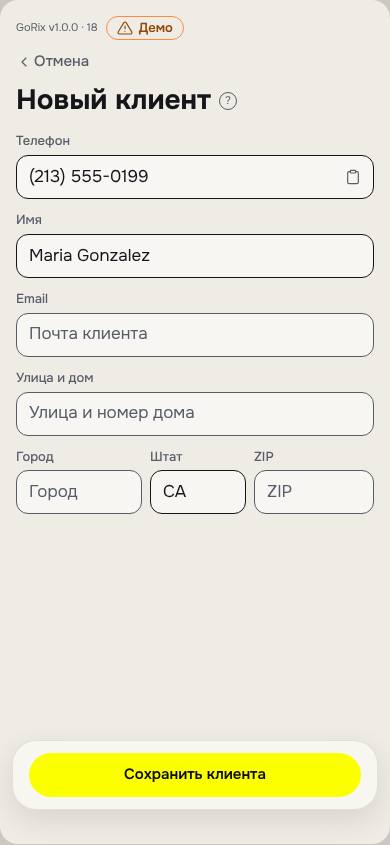 GoRix v1.0.0 · 18 Демо
Отмена
Новый клиент ?
Телефон
(213) 555-0199
Имя
Maria Gonzalez
Email
Почта клиента
Улица и дом
Улица и номер дома
Город Штат ZIP
Город CA ZIP
Сохранить клиента